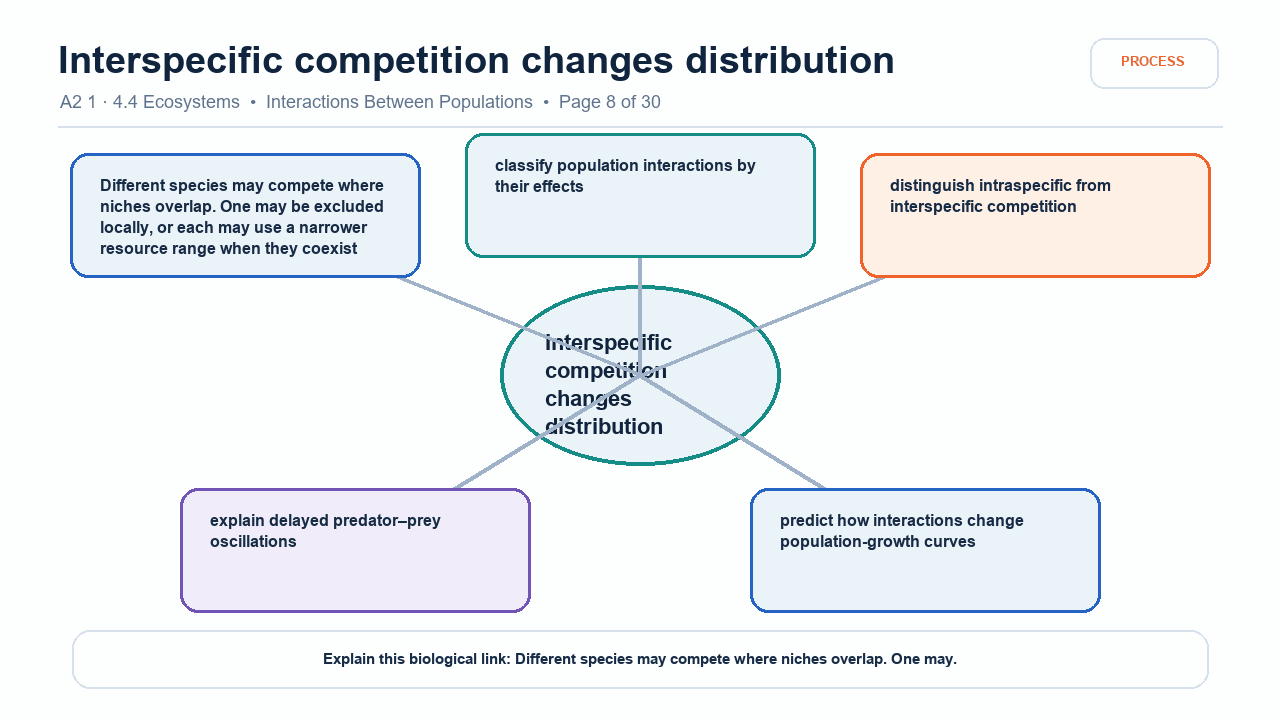 Interspecific competition changes distribution
PROCESS
A2 1 · 4.4 Ecosystems • Interactions Between Populations • Page 8 of 30
Different species may compete where
niches overlap. One may be excluded
locally, or each may use a narrower
resource range when they coexist
classify population interactions by
their effects
distinguish intraspecific from
interspecific competition
interspecific
competition
changes
distribution
explain delayed predator–prey
oscillations
predict how interactions change
population-growth curves
Explain this biological link: Different species may compete where niches overlap. One may.